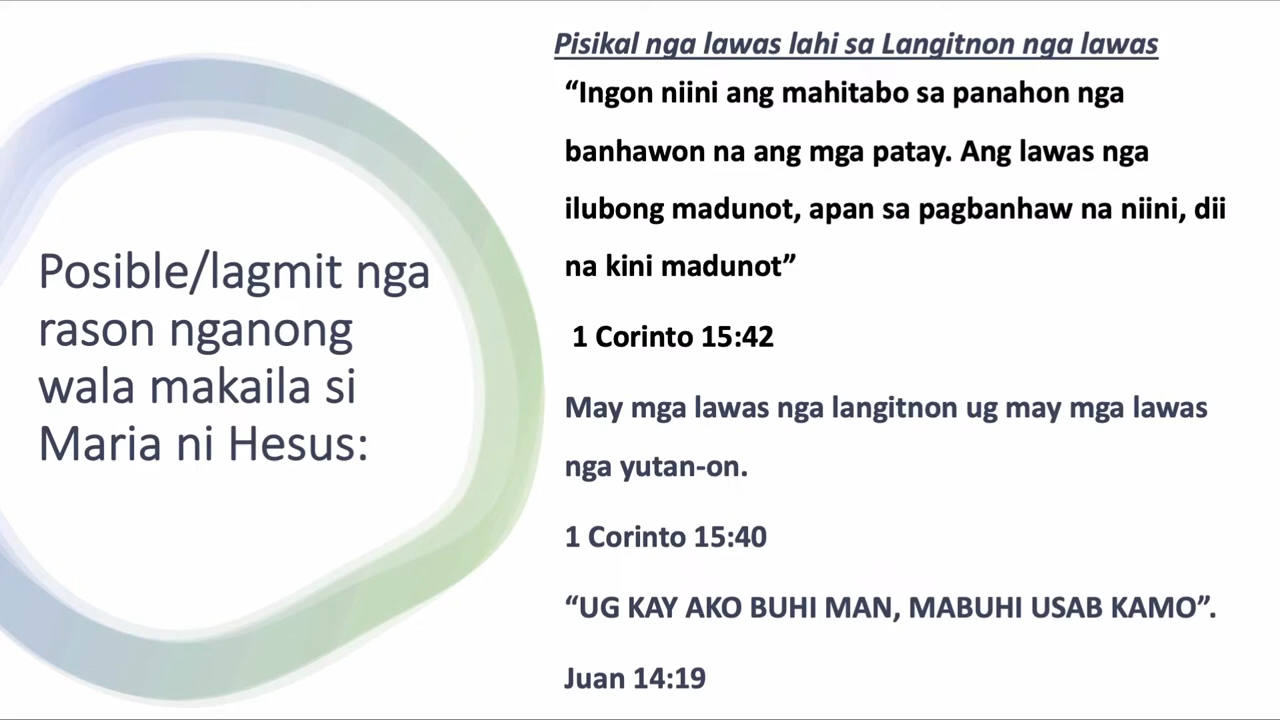 Posible/lagmit nga
rason nganong
wala makaila si
Maria ni Hesus:
Pisikal nga lawas lahi sa Langitnon nga lawas
“Ingon niini ang mahitabo sa panahon nga
banhawon na ang mga patay. Ang lawas nga
ilubong madunot, apan sa pagbanhaw na niini, dii
na kini madunot”
1 Corinto 15:42
May mga lawas nga langitnon ug may mga lawas
nga yutan-on.
1 Corinto 15:40
“UG KAY AKO BUHI MAN, MABUHI USAB KAMO”.
Juan 14:19